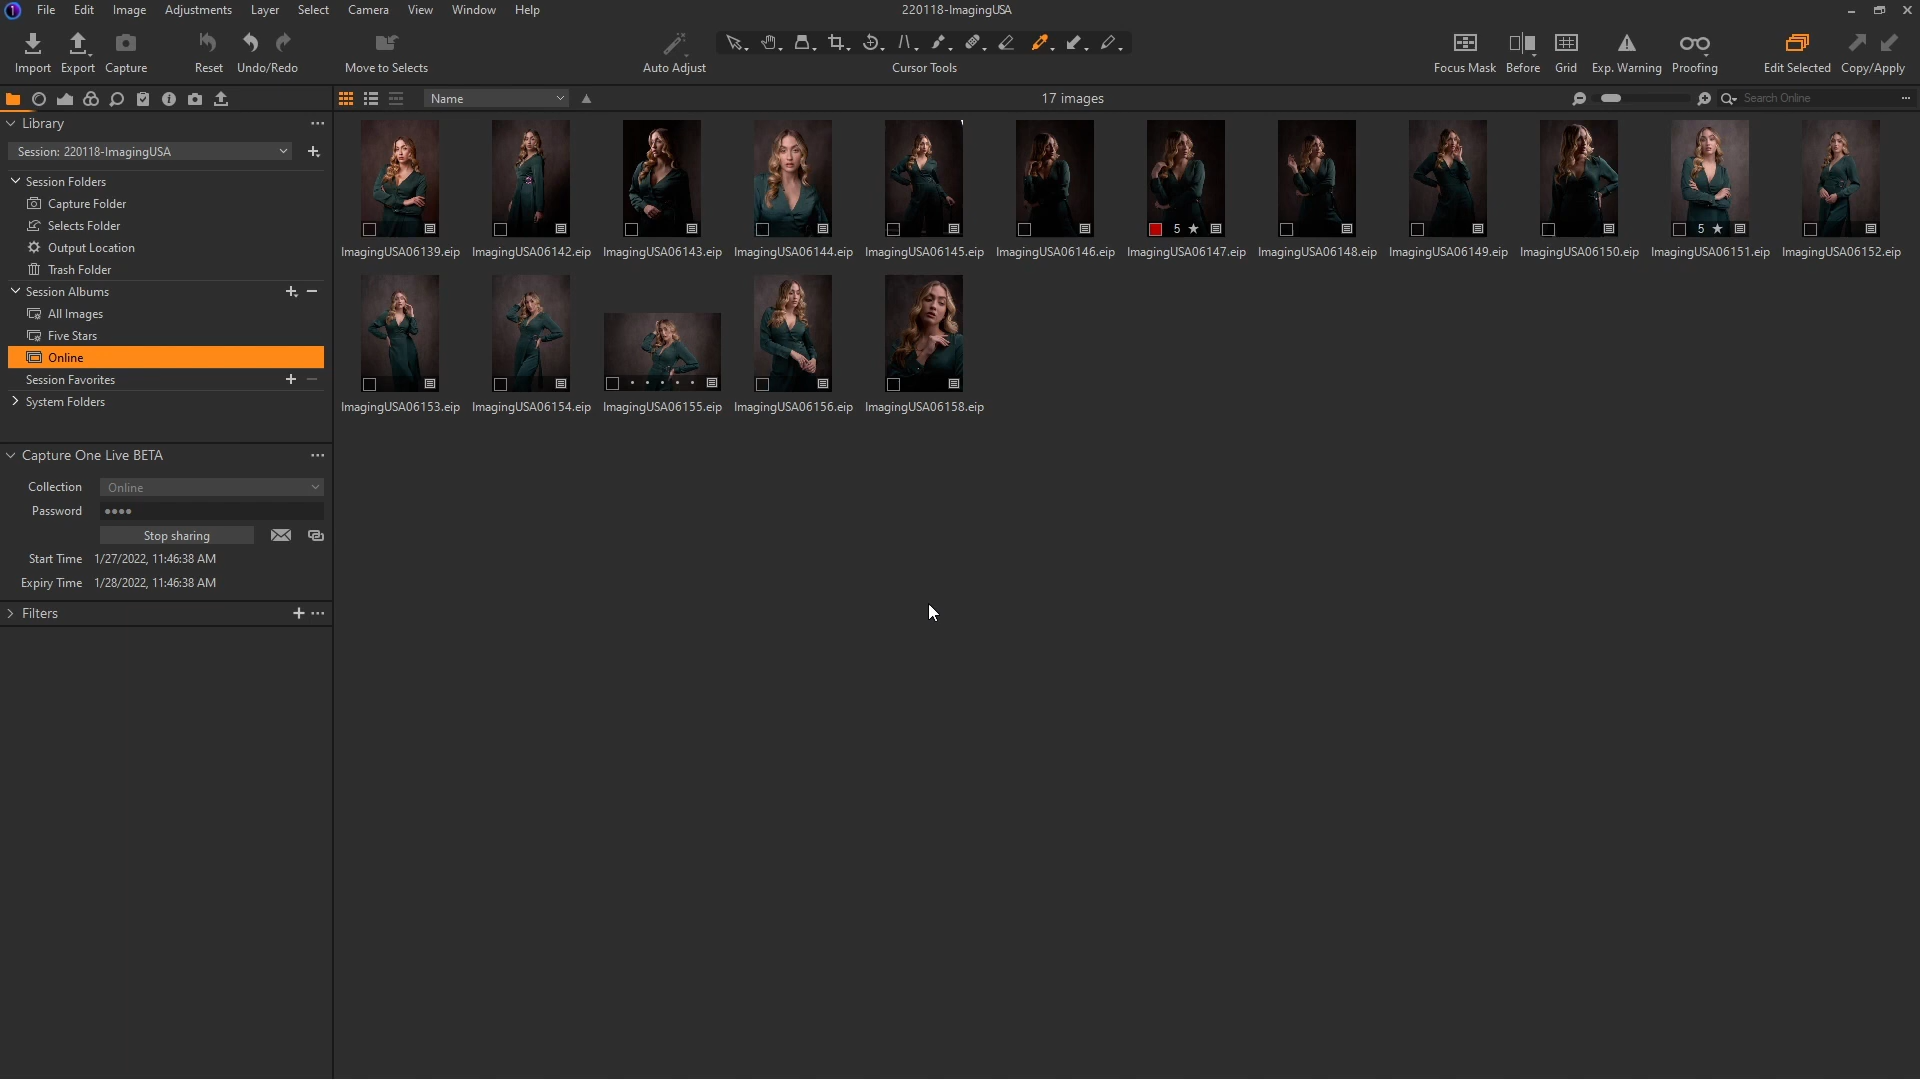 File Edit Image Adjustments Layer Select Camera View Window Help
220118-ImagingUSA
Import Export Capture Reset Undo/Redo Move to Selects Auto Adjust Cursor Tools Focus Mask Before Grid Exp. Warning Proofing Edit Selected Copy/Apply
Name
17 images
Search Online
Library
Session: 220118-ImagingUSA
Session Folders
Capture Folder
Selects Folder
Output Location
Trash Folder
Session Albums
All Images
Five Stars
Online
Session Favorites
System Folders
Capture One Live BETA
Collection Online
Password ●●●●
Stop sharing
Start Time 1/27/2022, 11:46:38 AM
Expiry Time 1/28/2022, 11:46:38 AM
Filters
5 ★ 5 ★
ImagingUSA06139.eip ImagingUSA06142.eip ImagingUSA06143.eip ImagingUSA06144.eip ImagingUSA06145.eip ImagingUSA06146.eip ImagingUSA06147.eip ImagingUSA06148.eip ImagingUSA06149.eip ImagingUSA06150.eip ImagingUSA06151.eip ImagingUSA06152.eip
ImagingUSA06153.eip ImagingUSA06154.eip ImagingUSA06155.eip ImagingUSA06156.eip ImagingUSA06158.eip